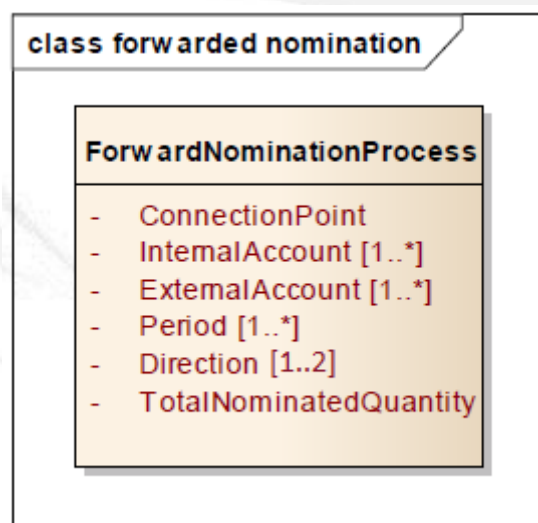 class forwarded nomination
ForwardNominationProcess
- ConnectionPoint
- InternalAccount [1..*]
- ExternalAccount [1..*]
- Period [1..*]
- Direction [1..2]
- TotalNominatedQuantity